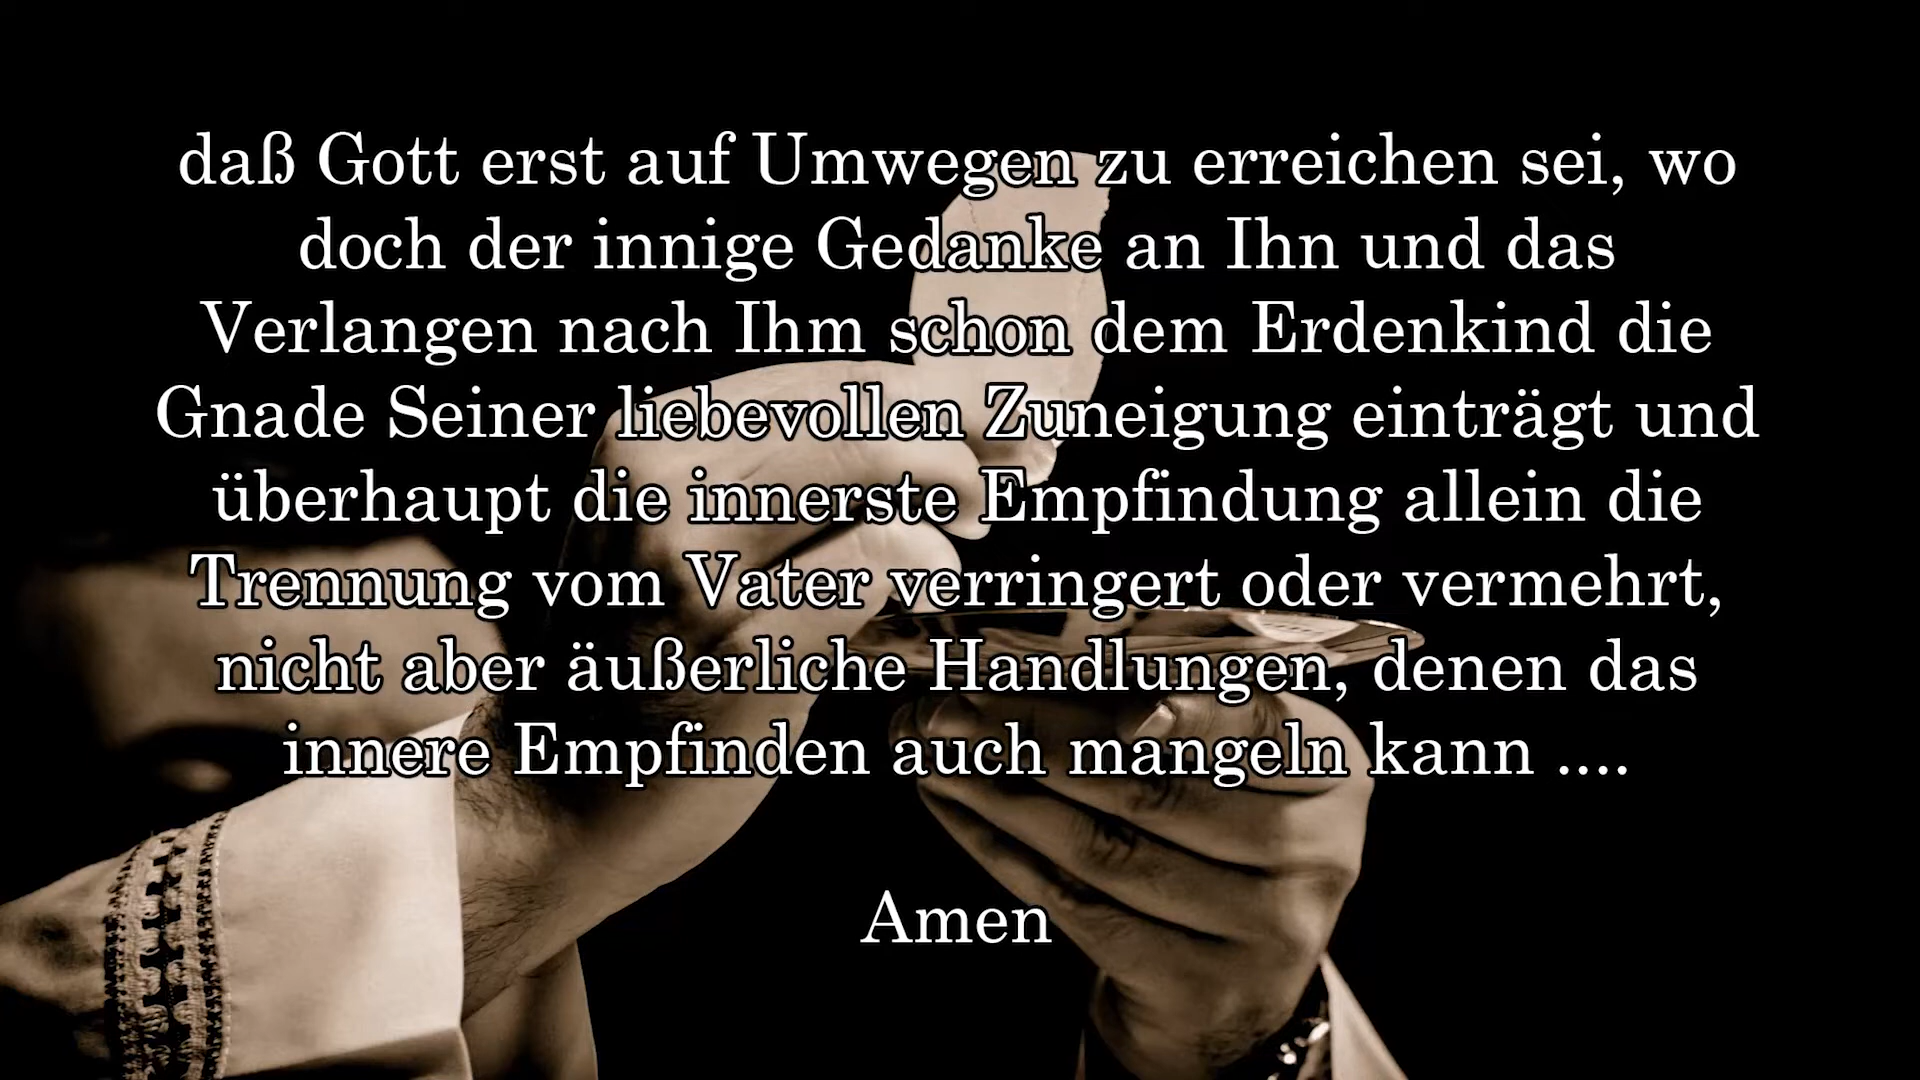 daß Gott erst auf Umwegen zu erreichen sei, wo
doch der innige Gedanke an Ihn und das
Verlangen nach Ihm schon dem Erdenkind die
Gnade Seiner liebevollen Zuneigung einträgt und
überhaupt die innerste Empfindung allein die
Trennung vom Vater verringert oder vermehrt,
nicht aber äußerliche Handlungen, denen das
innere Empfinden auch mangeln kann ....
Amen